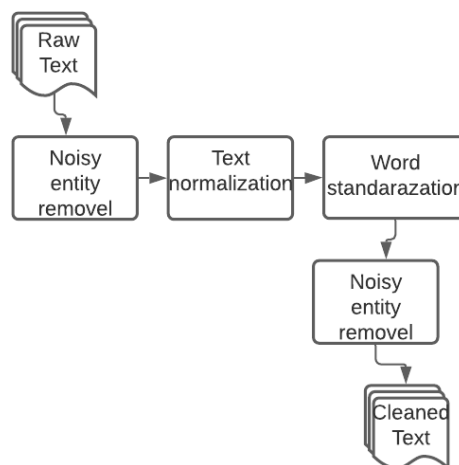 Raw
Text
Noisy
entity
removel
Text
normalization
Word
standarazation
Noisy
entity
removel
Cleaned
Text